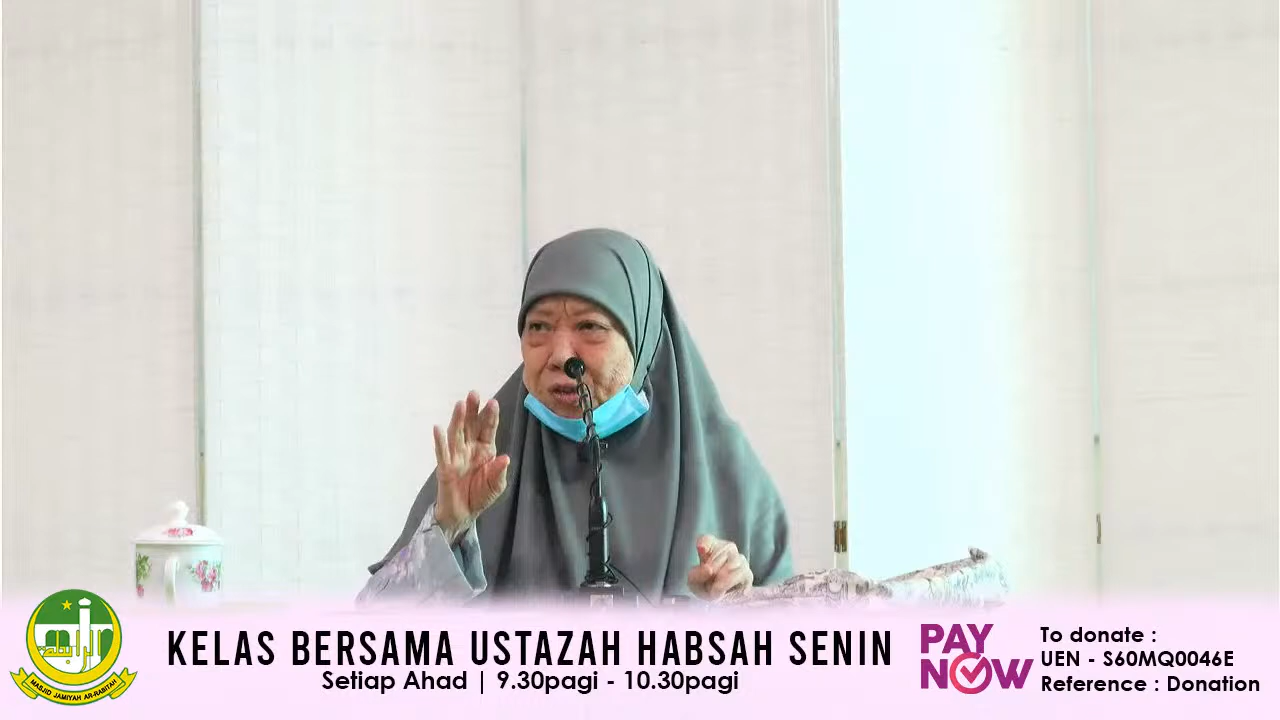 KELAS BERSAMA USTAZAH HABSAH SENIN
Setiap Ahad | 9.30pagi - 10.30pagi
PAY
NOW
To donate :
UEN - S60MQ0046E
Reference : Donation
الرابطة
MASJID JAMIYAH AR-RABITAH